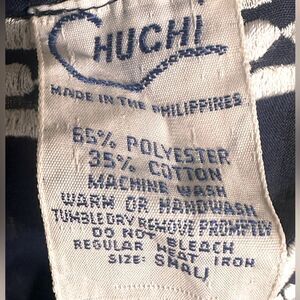 CHUCHI
MADE IN THE PHILIPPINES
65% POLYESTER
35% COTTON
MACHINE WASH
WARM OR HANDWASH
TUMBLE DRY REMOVE PROMPTLY
DO NOT BLEACH
REGULAR HEAT IRON
SIZE: SMALL